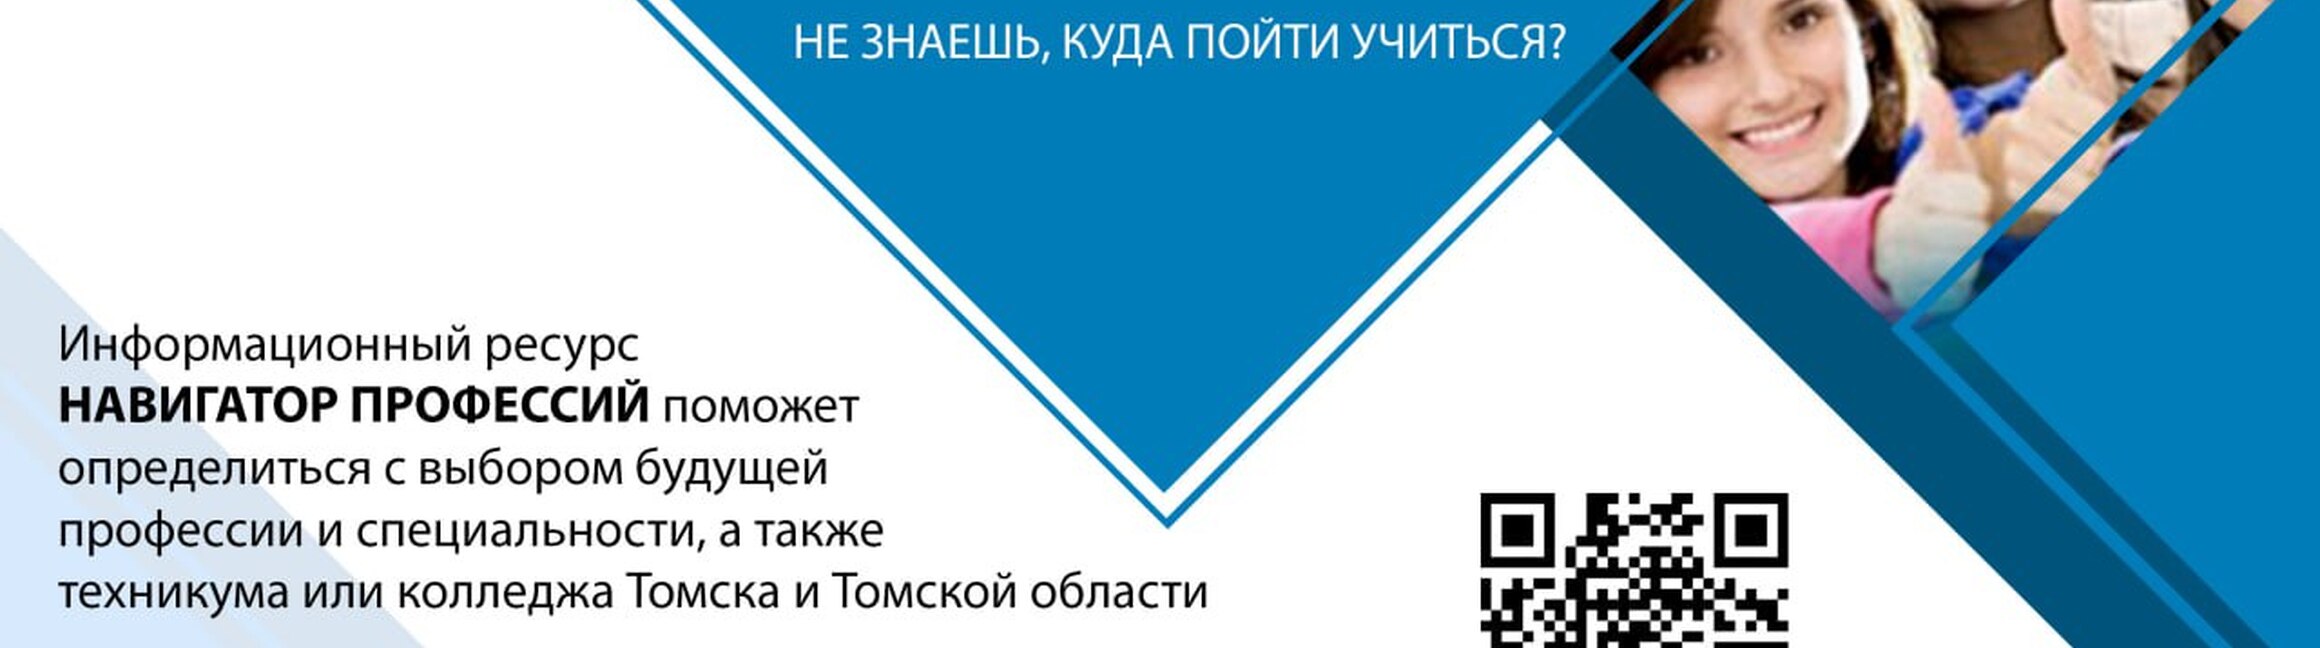 НЕ ЗНАЕШЬ, КУДА ПОЙТИ УЧИТЬСЯ?
Информационный ресурс
НАВИГАТОР ПРОФЕССИЙ поможет
определиться с выбором будущей
профессии и специальности, а также
техникума или колледжа Томска и Томской области